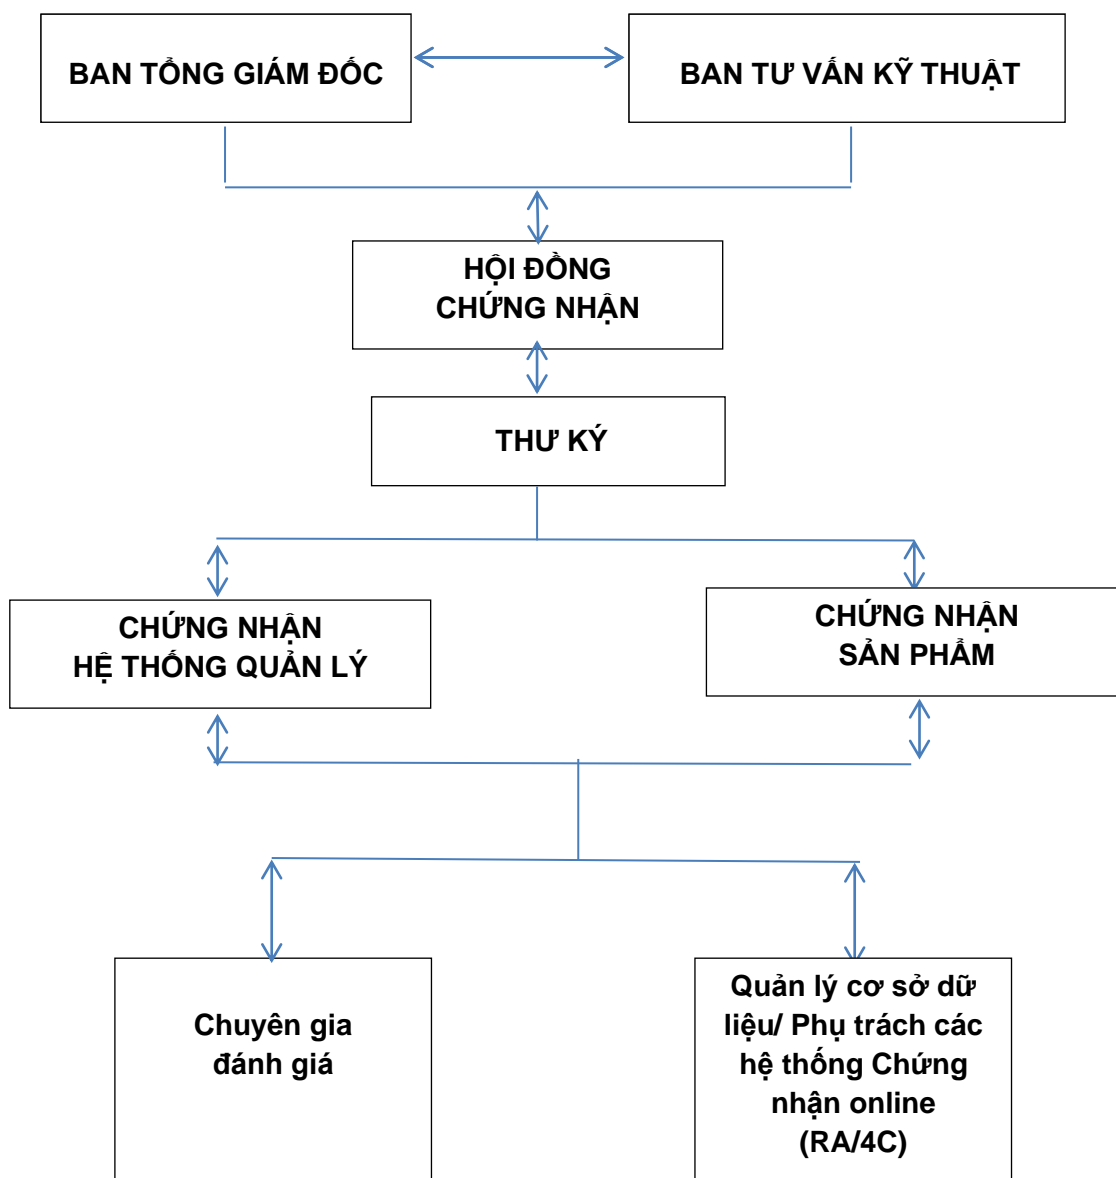 BAN TỔNG GIÁM ĐỐC
BAN TƯ VẤN KỸ THUẬT
HỘI ĐỒNG
CHỨNG NHẬN
THƯ KÝ
CHỨNG NHẬN
HỆ THỐNG QUẢN LÝ
CHỨNG NHẬN
SẢN PHẨM
Chuyên gia
đánh giá
Quản lý cơ sở dữ
liệu/ Phụ trách các
hệ thống Chứng
nhận online
(RA/4C)